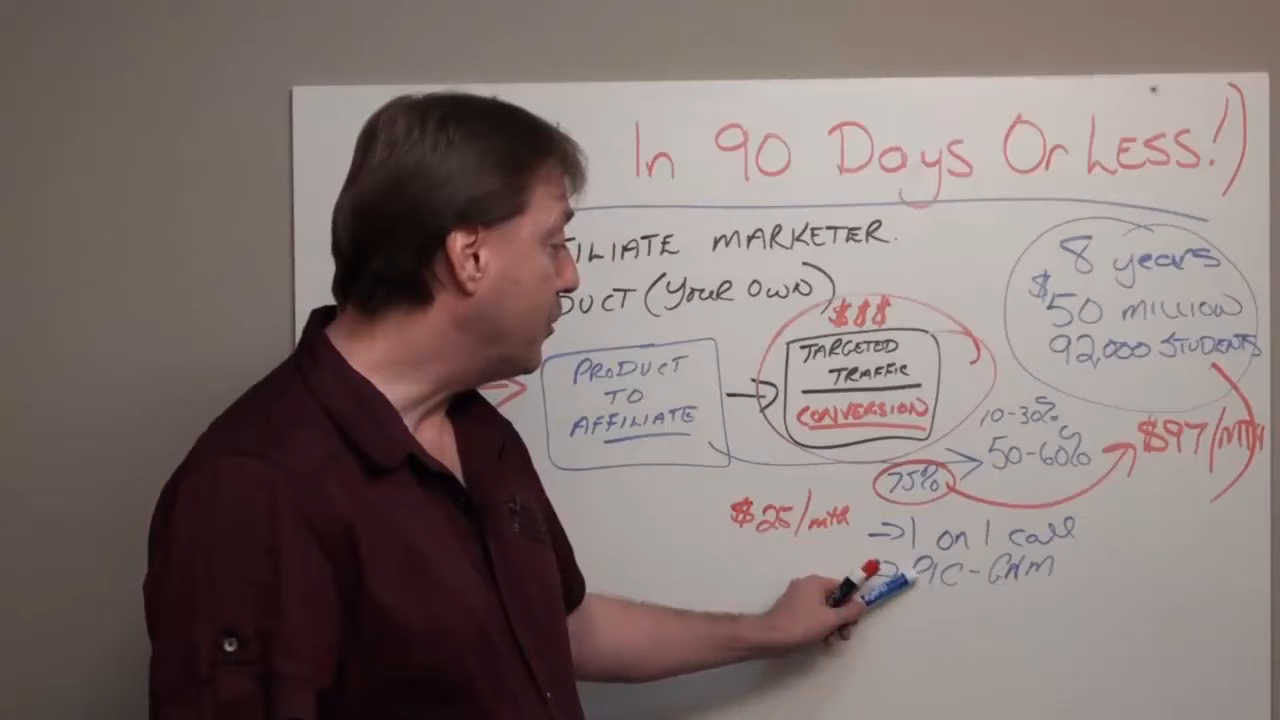 In 90 Days Or Less!)
ILIATE MARKETER.
DUCT (Your OWN)
8 years
$50 MILLION
92,000 STUDENTS
$$$
TARGETED
TRAFFIC
CONVERSION
PRODUCT
TO
AFFILIATE
10-30%
50-60%
75%
$97/MTH
$25/mth
→ 1 on 1 call